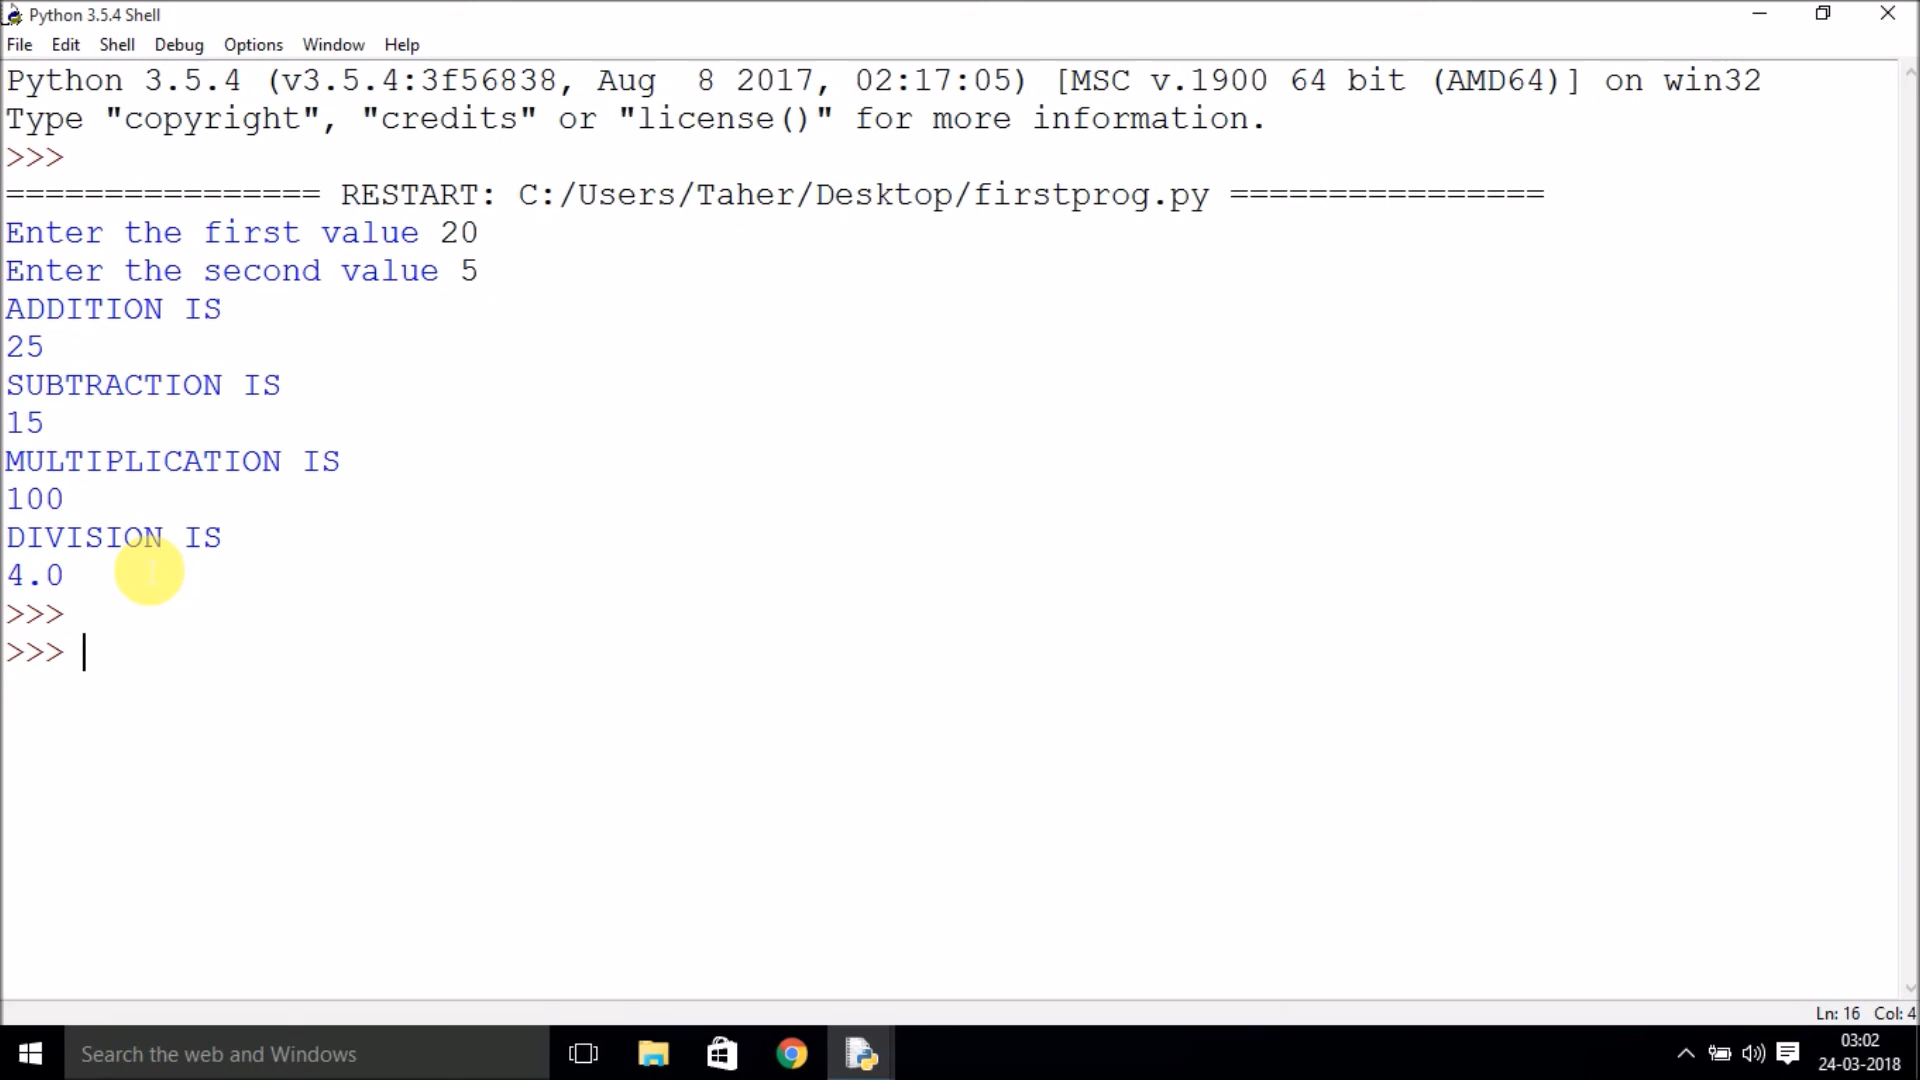 Python 3.5.4 Shell
File Edit Shell Debug Options Window Help
Python 3.5.4 (v3.5.4:3f56838, Aug  8 2017, 02:17:05) [MSC v.1900 64 bit (AMD64)] on win32
Type "copyright", "credits" or "license()" for more information.
>>>
================ RESTART: C:/Users/Taher/Desktop/firstprog.py ================
Enter the first value 20
Enter the second value 5
ADDITION IS
25
SUBTRACTION IS
15
MULTIPLICATION IS
100
DIVISION IS
4.0
>>>
>>>
Ln: 16 Col: 4
Search the web and Windows
03:02
24-03-2018